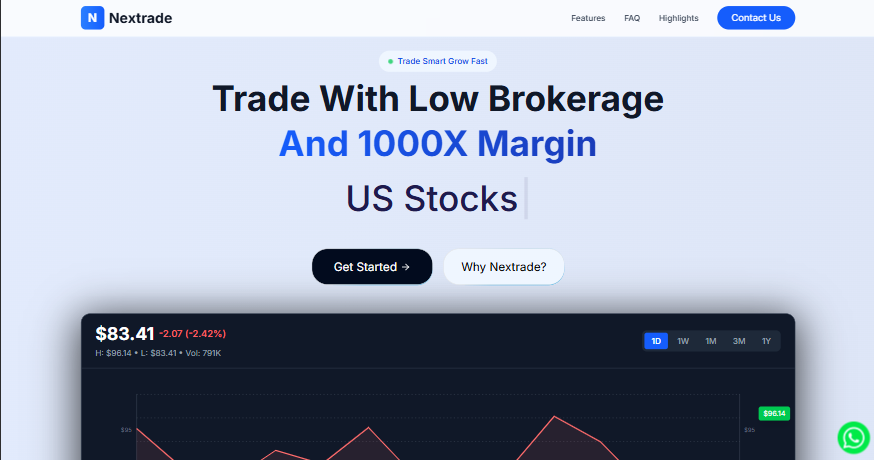 N Nextrade
Features FAQ Highlights Contact Us
Trade Smart Grow Fast
Trade With Low Brokerage
And 1000X Margin
US Stocks
Get Started → Why Nextrade?
$83.41 -2.07 (-2.42%)
H: $96.14 • L: $83.41 • Vol: 791K
1D 1W 1M 3M 1Y
$96.14
$95 $95